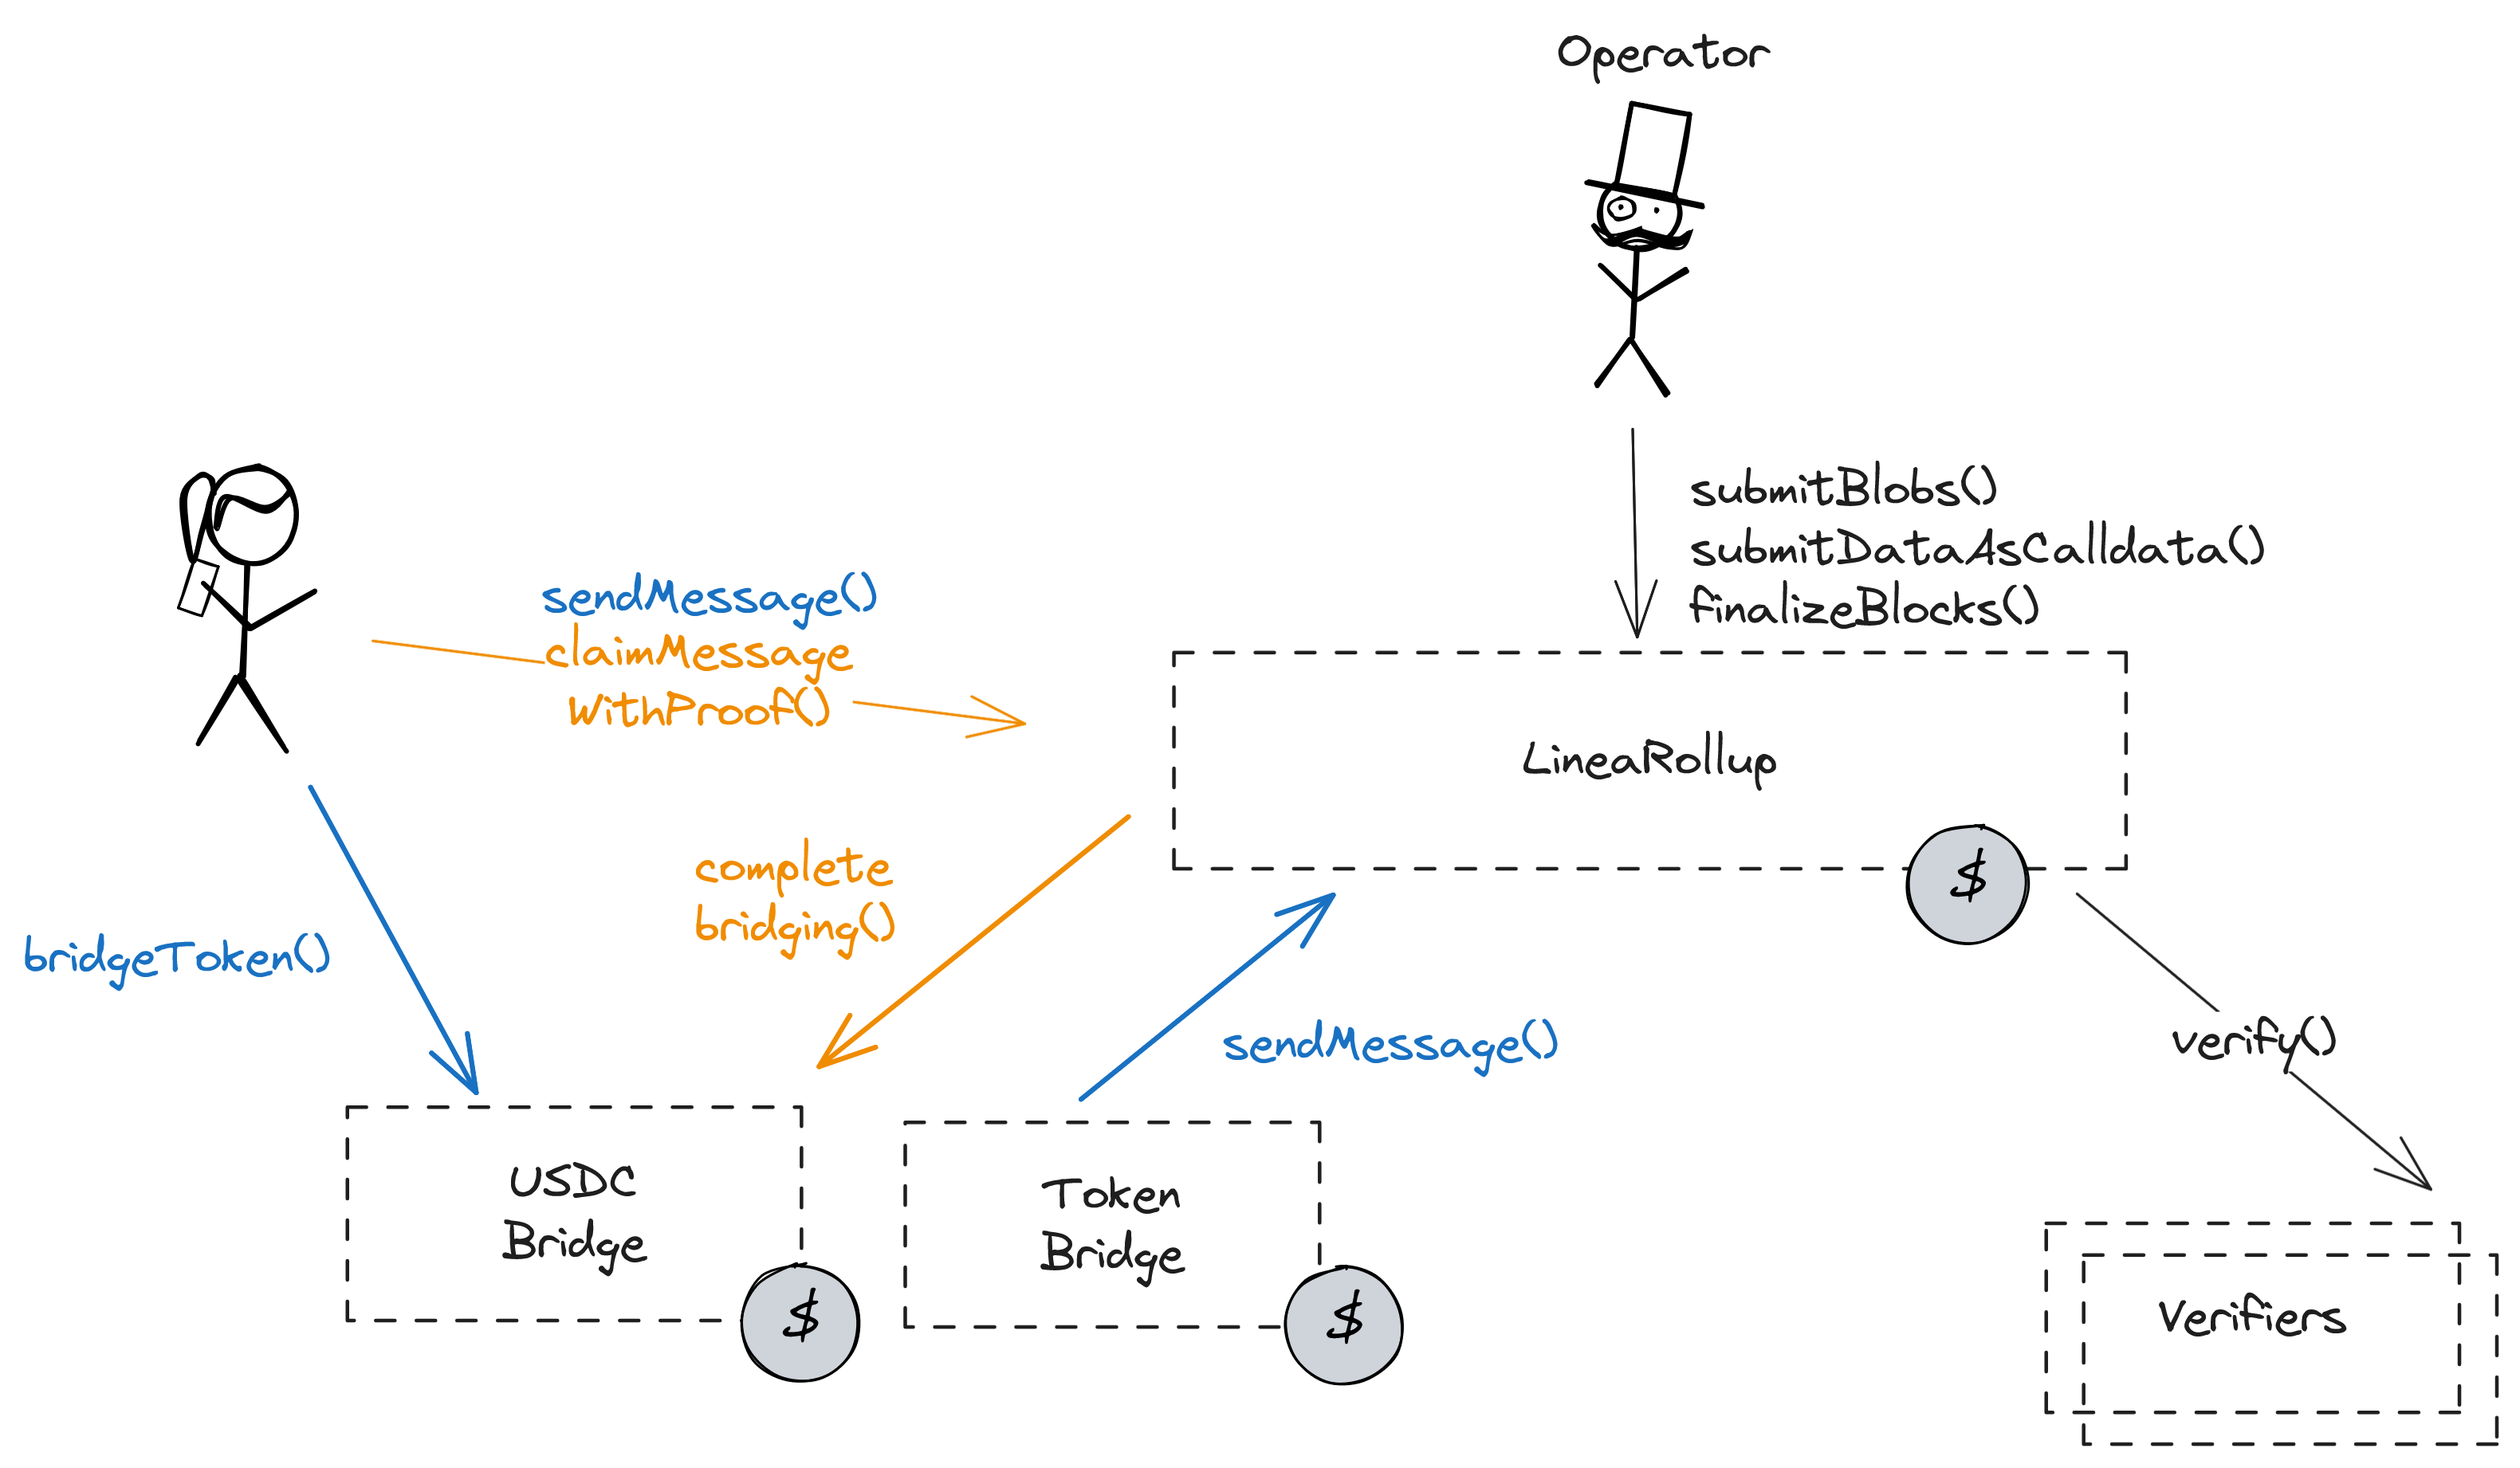 Operator
submitBlobs()
submitDataAsCalldata()
finalizeBlocks()
sendMessage()
claimMessage
WithProof()
LineaRollup
$
complete
bridging()
bridgeToken()
sendMessage()
verify()
USDC
Bridge
$
Token
Bridge
$
Verifiers